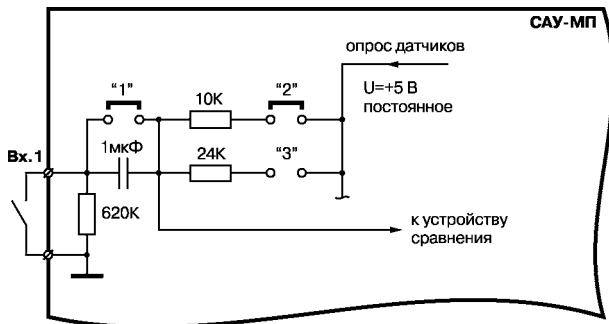 САУ-МП
опрос датчиков
U=+5 В
постоянное
“1”
10К
“2”
Вх.1
1мкФ
24К
“3”
620К
к устройству
сравнения